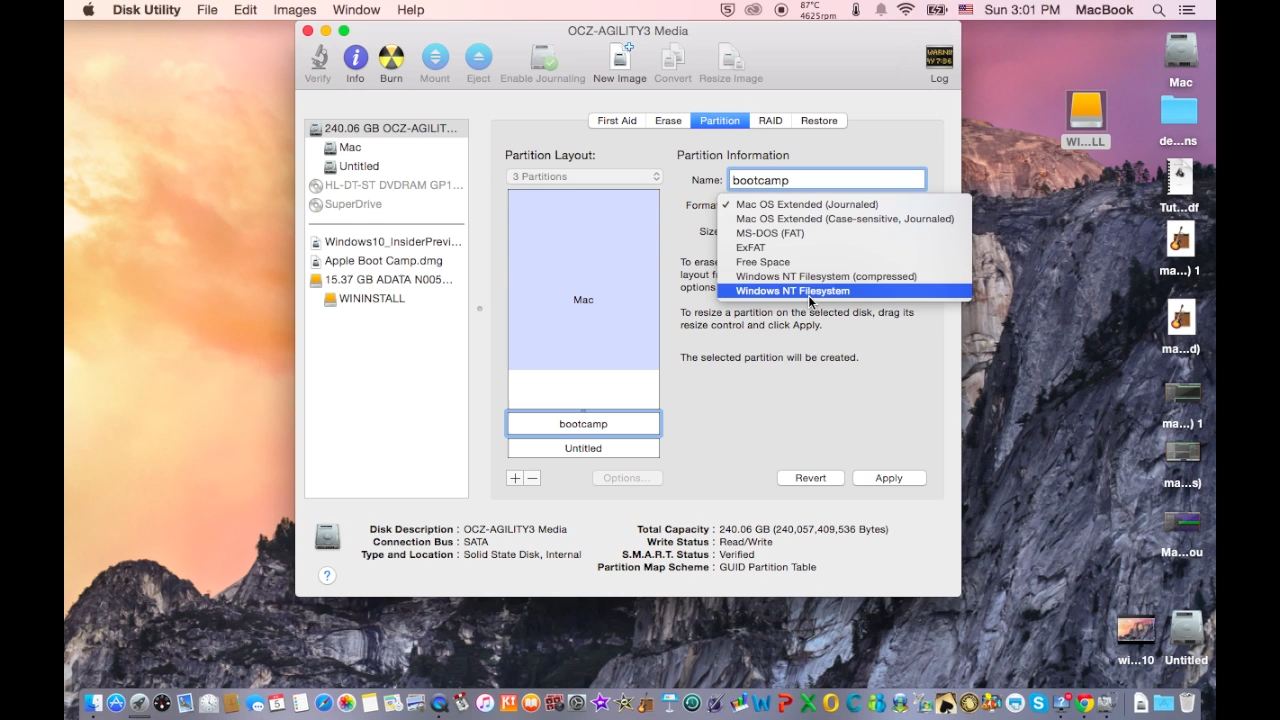 Disk Utility File Edit Images Window Help
87°C
4625rpm
Sun 3:01 PM MacBook
OCZ-AGILITY3 Media
Verify Info Burn Mount Eject Enable Journaling New Image Convert Resize Image Log
WARNI
AY 7:36
240.06 GB OCZ-AGILIT...
Mac
Untitled
HL-DT-ST DVDRAM GP1...
SuperDrive
Windows10_InsiderPrevi...
Apple Boot Camp.dmg
15.37 GB ADATA N005...
WININSTALL
First Aid Erase Partition RAID Restore
Partition Layout:
3 Partitions
Mac
bootcamp
Untitled
+ −
Options...
Partition Information
Name: bootcamp
Forma
✓ Mac OS Extended (Journaled)
Mac OS Extended (Case-sensitive, Journaled)
MS-DOS (FAT)
ExFAT
Free Space
Windows NT Filesystem (compressed)
Windows NT Filesystem
Size
To erase
layout f
options
To resize a partition on the selected disk, drag its
resize control and click Apply.
The selected partition will be created.
Revert Apply
Disk Description : OCZ-AGILITY3 Media
Connection Bus : SATA
Type and Location : Solid State Disk, Internal
Total Capacity : 240.06 GB (240,057,409,536 Bytes)
Write Status : Read/Write
S.M.A.R.T. Status : Verified
Partition Map Scheme : GUID Partition Table
?
Mac
WI...LL
de...ns
Tut...df
ma...) 1
ma...d)
ma...) 1
ma...s)
Ma...ou
wi...10
Untitled